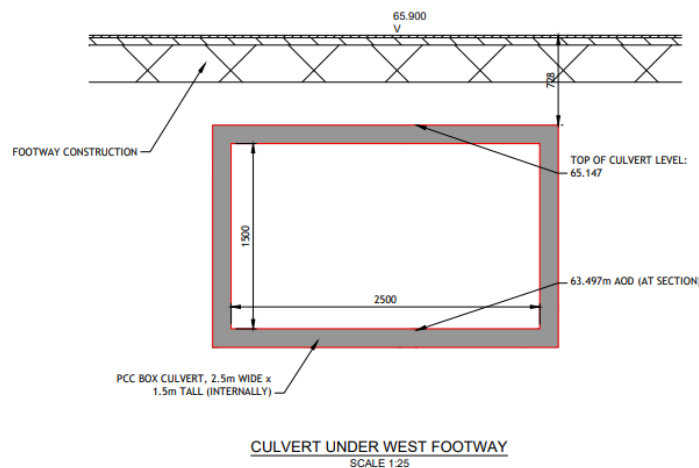 65.900
V
728
FOOTWAY CONSTRUCTION
TOP OF CULVERT LEVEL:
65.147
1500
63.497m AOD (AT SECTION)
2500
PCC BOX CULVERT, 2.5m WIDE x
1.5m TALL (INTERNALLY)
CULVERT UNDER WEST FOOTWAY
SCALE 1:25